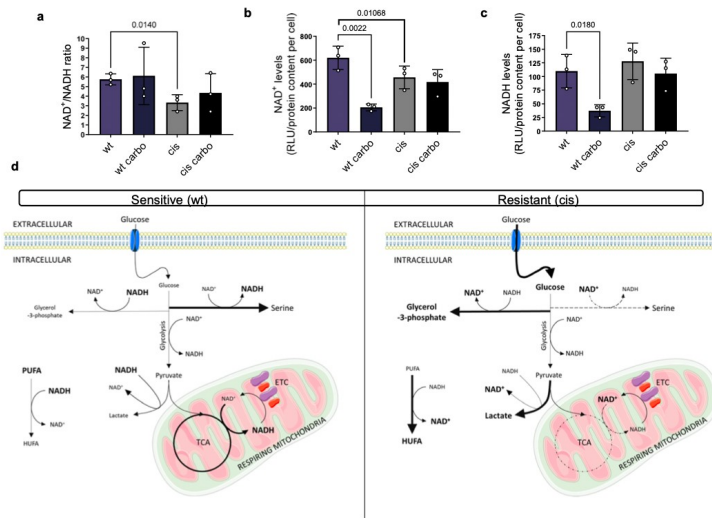 a
0.0140
NAD⁺/NADH ratio
10
9
8
7
6
5
4
3
2
1
0
wt
wt carbo
cis
cis carbo
b
0.01068
0.0022
NAD⁺ levels
(RLU/protein content per cell)
800
600
400
200
0
wt
wt carbo
cis
cis carbo
c
0.0180
NADH levels
(RLU/protein content per cell)
175
150
125
100
75
50
25
0
wt
wt carbo
cis
cis carbo
d
Sensitive (wt)
EXTRACELLULAR
Glucose
INTRACELLULAR
Glucose
NAD⁺
NADH
NAD⁺
NADH
Glycerol
-3-phosphate
Serine
Glycolysis
NAD⁺
NADH
PUFA
NADH
NAD⁺
HUFA
NADH
NAD⁺
Lactate
Pyruvate
ETC
NAD⁺
NADH
TCA
RESPIRING MITOCHONDRIA
Resistant (cis)
EXTRACELLULAR
Glucose
INTRACELLULAR
Glucose
NAD⁺
NADH
NAD⁺
NADH
Glycerol
-3-phosphate
Serine
Glycolysis
NAD⁺
NADH
PUFA
NADH
NAD⁺
HUFA
NADH
NAD⁺
Lactate
Pyruvate
ETC
NAD⁺
NADH
TCA
RESPIRING MITOCHONDRIA